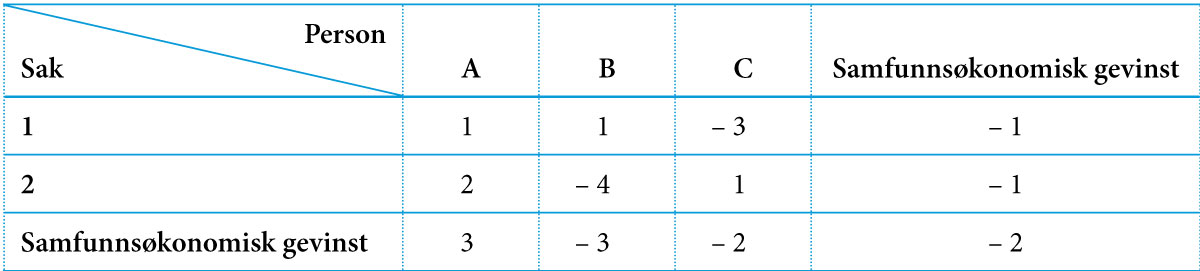 Person
Sak A B C Samfunnsøkonomisk gevinst
1 1 1 – 3 – 1
2 2 – 4 1 – 1
Samfunnsøkonomisk gevinst 3 – 3 – 2 – 2